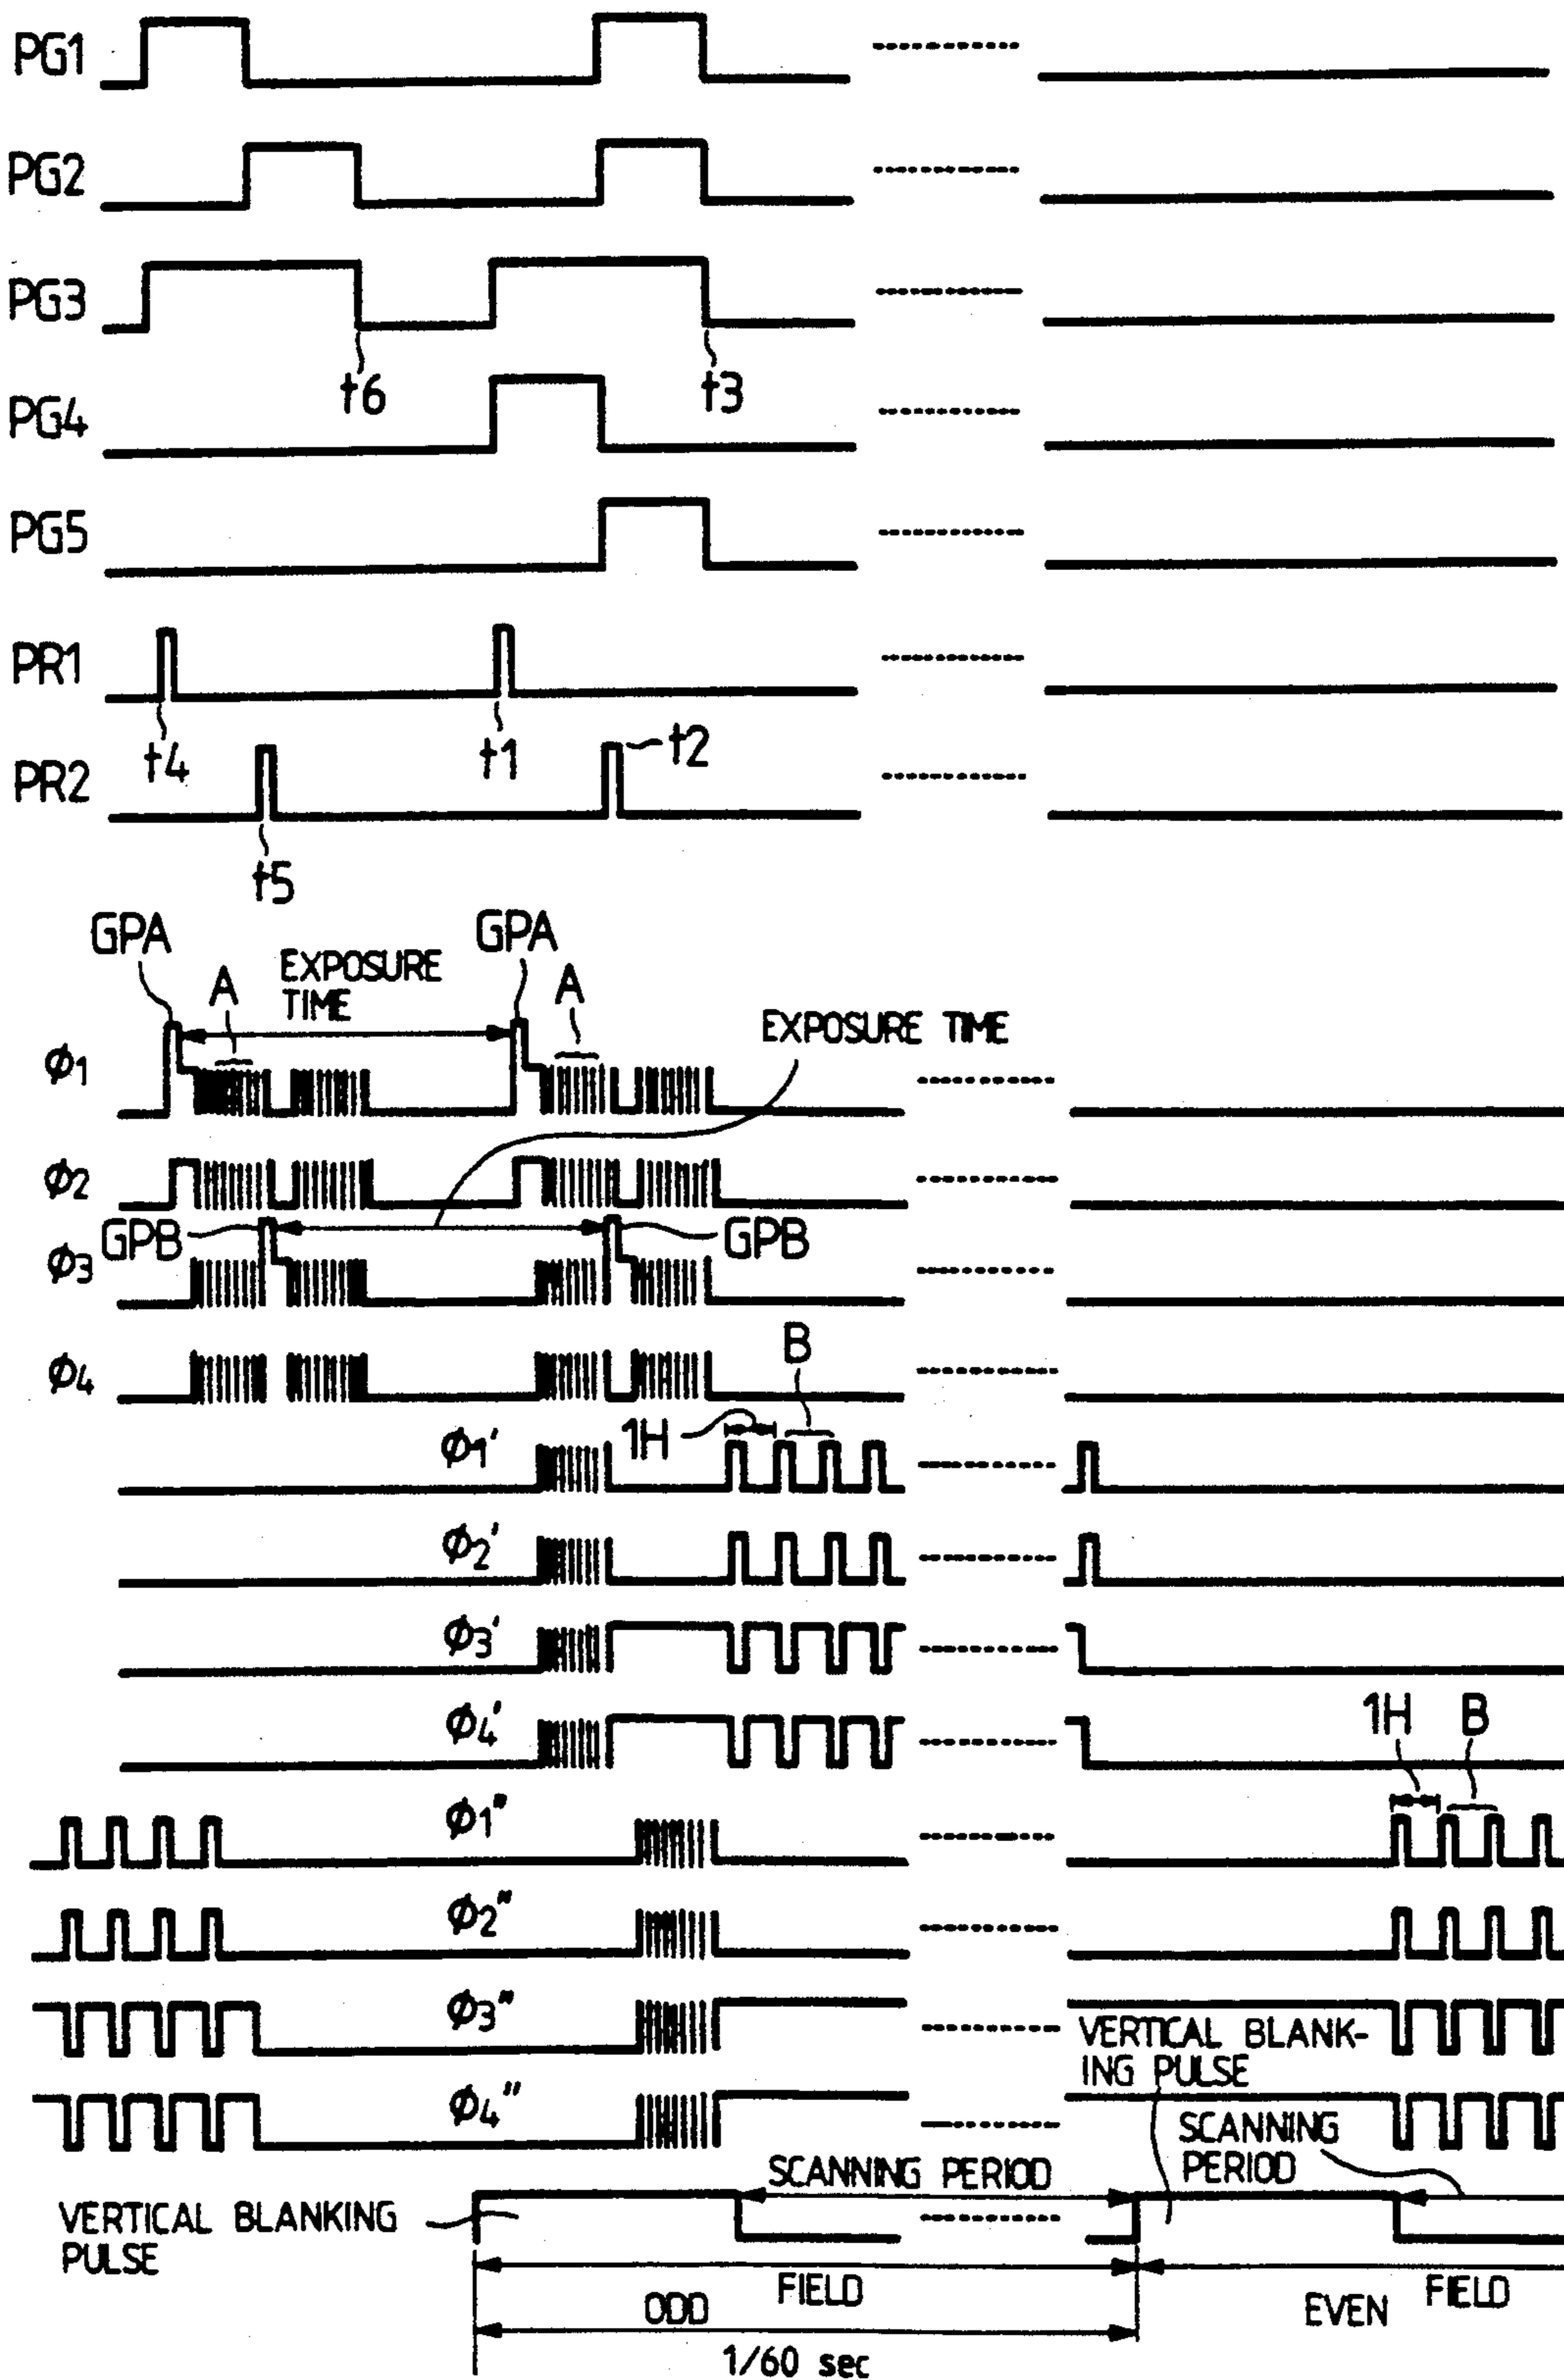 PG1
PG2
PG3
t6
t3
PG4
PG5
PR1
t4
t1
t2
PR2
t5
GPA
GPA
EXPOSURE
TIME
A
A
EXPOSURE TIME
ϕ1
ϕ2
GPB
GPB
ϕ3
B
ϕ4
1H
ϕ1'
ϕ2'
ϕ3'
ϕ4'
1H
B
ϕ1"
ϕ2"
ϕ3"
VERTICAL BLANK-
ING PULSE
ϕ4"
SCANNING
PERIOD
SCANNING PERIOD
VERTICAL BLANKING
PULSE
FIELD
FIELD
ODD
EVEN
1/60 sec